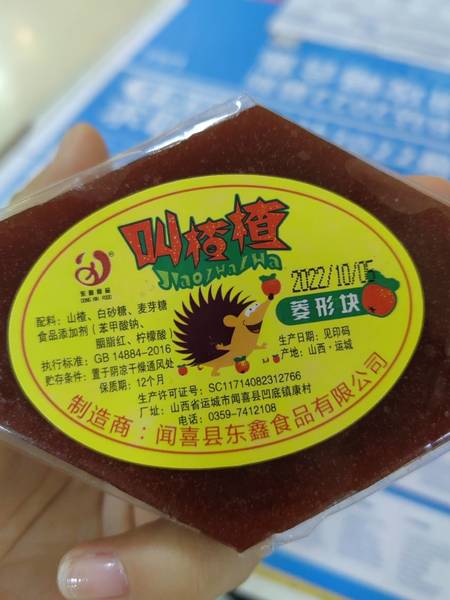 叫楂楂
Jiao/Ha/Ha
东鑫食品
DONG XIN FOOD
2022/10/05
菱形块
配料：山楂、白砂糖、麦芽糖
食品添加剂（苯甲酸钠、
胭脂红、柠檬酸）
执行标准：GB 14884-2016
贮存条件：置于阴凉干燥通风处
保质期：12个月
生产日期：见印码
产地：山西·运城
生产许可证号：SC11714082312766
厂址：山西省运城市闻喜县凹底镇康村
电话：0359-7412108
制造商：闻喜县东鑫食品有限公司